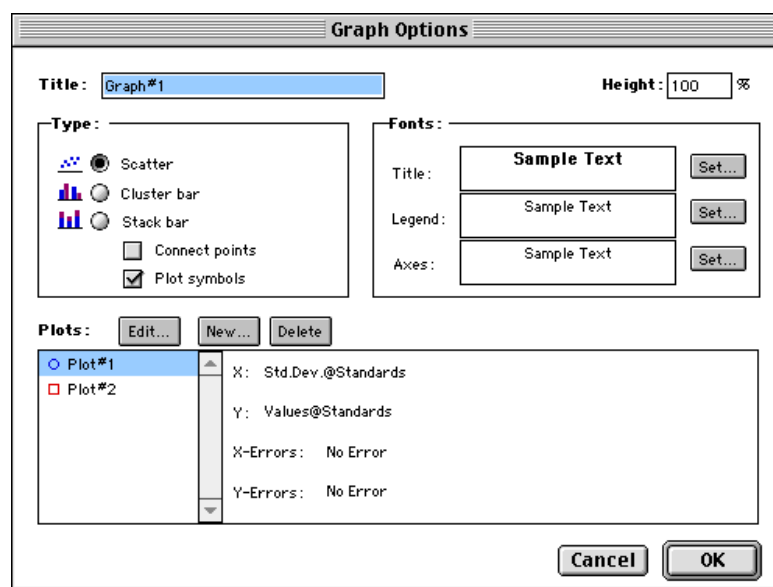 Graph Options
Title: Graph#1 Height: 100 %
Type:
Scatter
Cluster bar
Stack bar
Connect points
Plot symbols
Fonts:
Title: Sample Text Set...
Legend: Sample Text Set...
Axes: Sample Text Set...
Plots: Edit... New... Delete
Plot#1
Plot#2
X: Std.Dev.@Standards
Y: Values@Standards
X-Errors: No Error
Y-Errors: No Error
Cancel OK